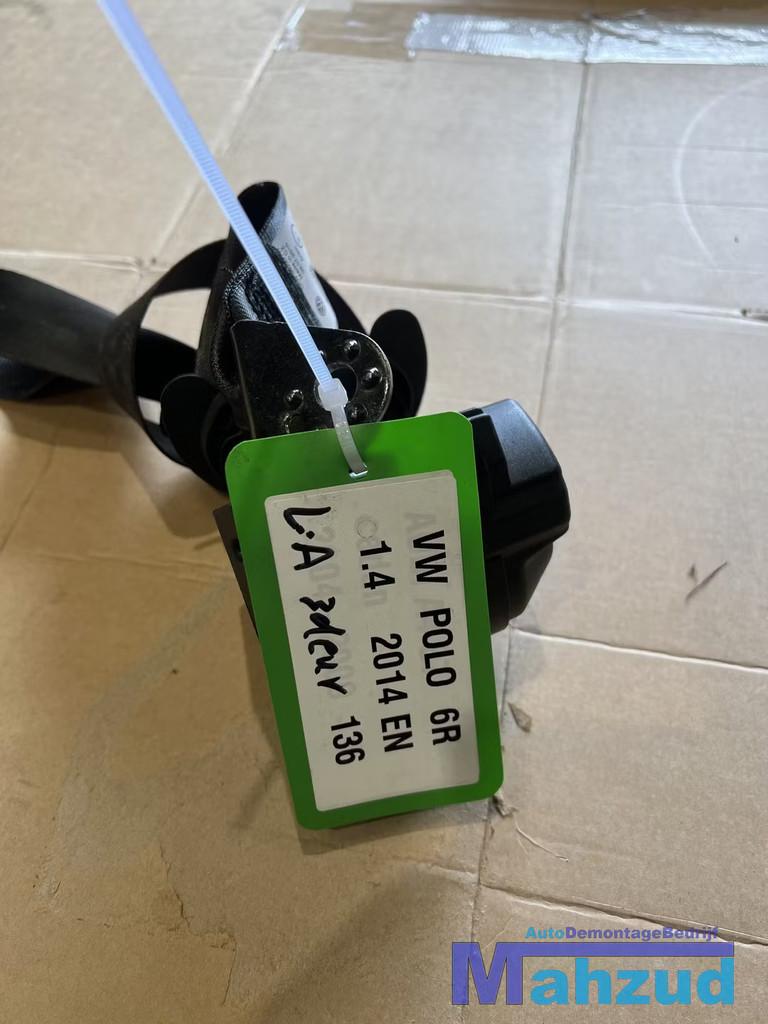 VW POLO 6R
1.4 2014 EN
L.A 3deur 136
AutoDemontageBedrijf
Mahzud